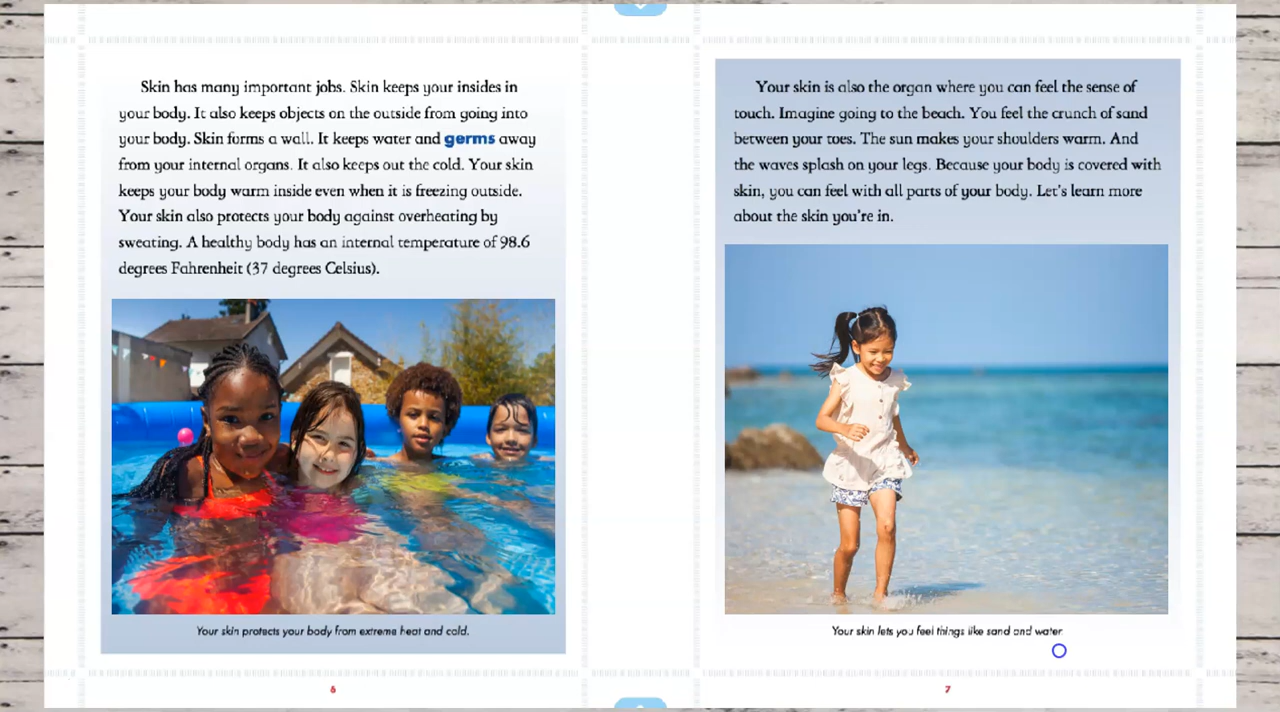 Skin has many important jobs. Skin keeps your insides in
your body. It also keeps objects on the outside from going into
your body. Skin forms a wall. It keeps water and germs away
from your internal organs. It also keeps out the cold. Your skin
keeps your body warm inside even when it is freezing outside.
Your skin also protects your body against overheating by
sweating. A healthy body has an internal temperature of 98.6
degrees Fahrenheit (37 degrees Celsius).
Your skin protects your body from extreme heat and cold.
6
Your skin is also the organ where you can feel the sense of
touch. Imagine going to the beach. You feel the crunch of sand
between your toes. The sun makes your shoulders warm. And
the waves splash on your legs. Because your body is covered with
skin, you can feel with all parts of your body. Let's learn more
about the skin you're in.
Your skin lets you feel things like sand and water
7